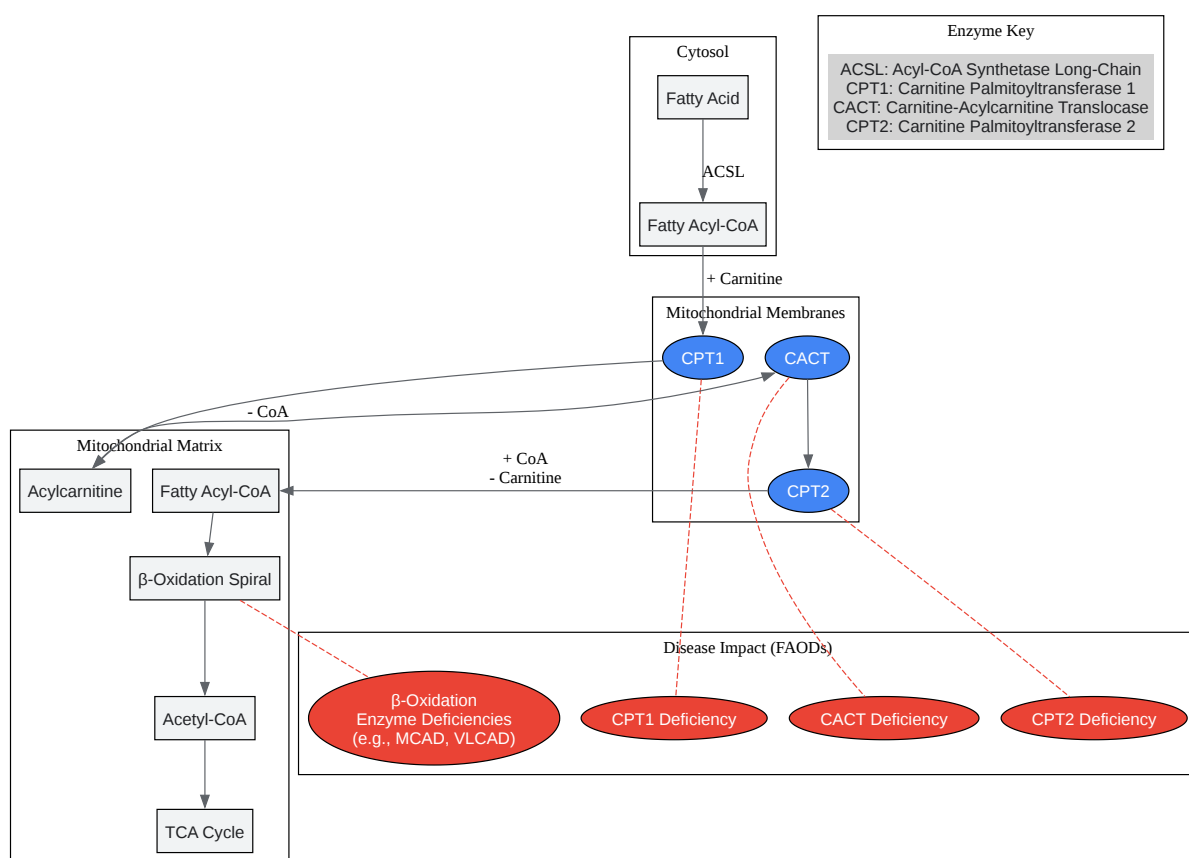 Enzyme Key
ACSL: Acyl-CoA Synthetase Long-Chain
CPT1: Carnitine Palmitoyltransferase 1
CACT: Carnitine-Acylcarnitine Translocase
CPT2: Carnitine Palmitoyltransferase 2
Cytosol
Fatty Acid
ACSL
Fatty Acyl-CoA
+ Carnitine
Mitochondrial Membranes
CPT1
CACT
CPT2
- CoA
+ CoA
- Carnitine
Mitochondrial Matrix
Acylcarnitine
Fatty Acyl-CoA
β-Oxidation Spiral
Acetyl-CoA
TCA Cycle
Disease Impact (FAODs)
β-Oxidation
Enzyme Deficiencies
(e.g., MCAD, VLCAD)
CPT1 Deficiency
CACT Deficiency
CPT2 Deficiency